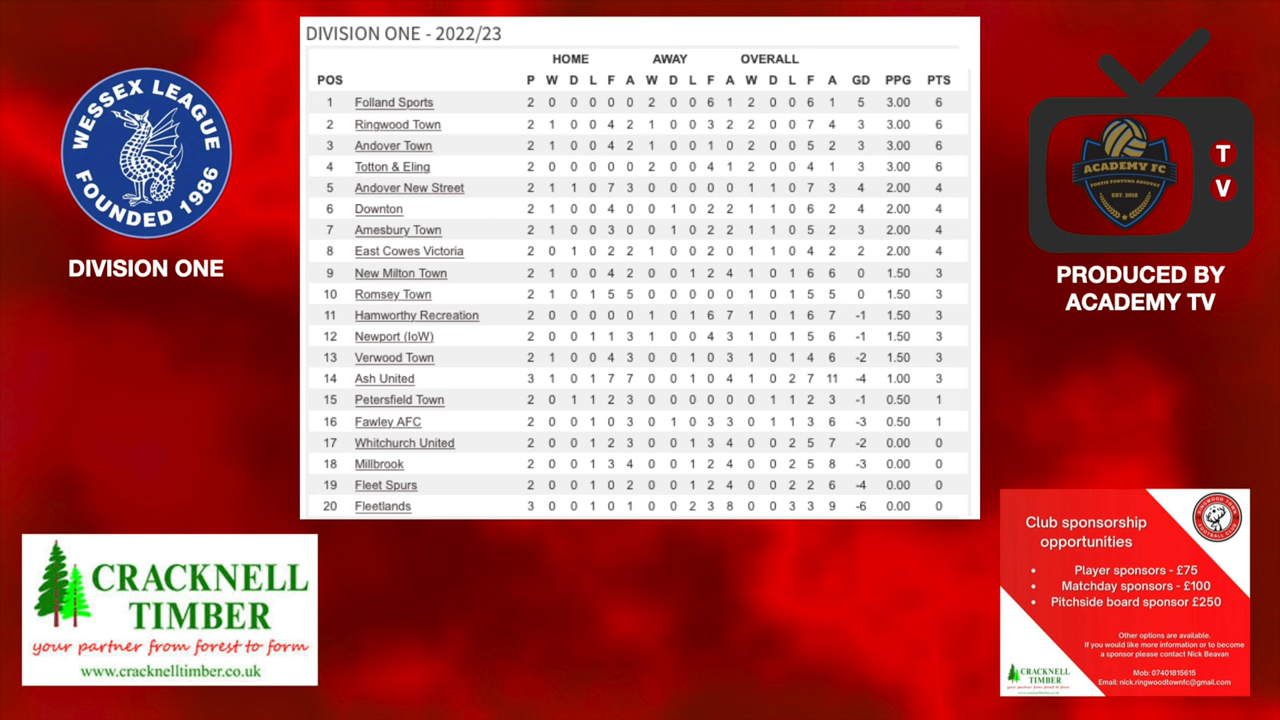 DIVISION ONE - 2022/23
HOME AWAY OVERALL
POS P W D L F A W D L F A W D L F A GD PPG PTS
1 Folland Sports 2 0 0 0 0 0 2 0 0 6 1 2 0 0 6 1 5 3.00 6
2 Ringwood Town 2 1 0 0 4 2 1 0 0 3 2 2 0 0 7 4 3 3.00 6
3 Andover Town 2 1 0 0 4 2 1 0 0 1 0 2 0 0 5 2 3 3.00 6
4 Totton & Eling 2 0 0 0 0 0 2 0 0 4 1 2 0 0 4 1 3 3.00 6
5 Andover New Street 2 1 1 0 7 3 0 0 0 0 0 1 1 0 7 3 4 2.00 4
6 Downton 2 1 0 0 4 0 0 1 0 2 2 1 1 0 6 2 4 2.00 4
7 Amesbury Town 2 1 0 0 3 0 0 1 0 2 2 1 1 0 5 2 3 2.00 4
8 East Cowes Victoria 2 0 1 0 2 2 1 0 0 2 0 1 1 0 4 2 2 2.00 4
9 New Milton Town 2 1 0 0 4 2 0 0 1 2 4 1 0 1 6 6 0 1.50 3
10 Romsey Town 2 1 0 1 5 5 0 0 0 0 0 1 0 1 5 5 0 1.50 3
11 Hamworthy Recreation 2 0 0 0 0 0 1 0 1 6 7 1 0 1 6 7 -1 1.50 3
12 Newport (IoW) 2 0 0 1 1 3 1 0 0 4 3 1 0 1 5 6 -1 1.50 3
13 Verwood Town 2 1 0 0 4 3 0 0 1 0 3 1 0 1 4 6 -2 1.50 3
14 Ash United 3 1 0 1 7 7 0 0 1 0 4 1 0 2 7 11 -4 1.00 3
15 Petersfield Town 2 0 1 1 2 3 0 0 0 0 0 0 1 1 2 3 -1 0.50 1
16 Fawley AFC 2 0 0 1 0 3 0 1 0 3 3 0 1 1 3 6 -3 0.50 1
17 Whitchurch United 2 0 0 1 2 3 0 0 1 3 4 0 0 2 5 7 -2 0.00 0
18 Millbrook 2 0 0 1 3 4 0 0 1 2 4 0 0 2 5 8 -3 0.00 0
19 Fleet Spurs 2 0 0 1 0 2 0 0 1 2 4 0 0 2 2 6 -4 0.00 0
20 Fleetlands 3 0 0 1 0 1 0 0 2 3 8 0 0 3 3 9 -6 0.00 0
WESSEX LEAGUE
FOUNDED 1986
DIVISION ONE
ACADEMY FC
FORTIS FORTUNA ADIUVAT
EST. 2018
T
V
PRODUCED BY
ACADEMY TV
CRACKNELL
TIMBER
your partner from forest to form
www.cracknelltimber.co.uk
RINGWOOD TOWN
FOOTBALL CLUB
Club sponsorship
opportunities
• Player sponsors - £75
• Matchday sponsors - £100
• Pitchside board sponsor £250
Other options are available.
If you would like more information or to become
a sponsor please contact Nick Beavan
Mob: 07401815615
Email: nick.ringwoodtownfc@gmail.com
CRACKNELL
TIMBER
your partner from forest to form